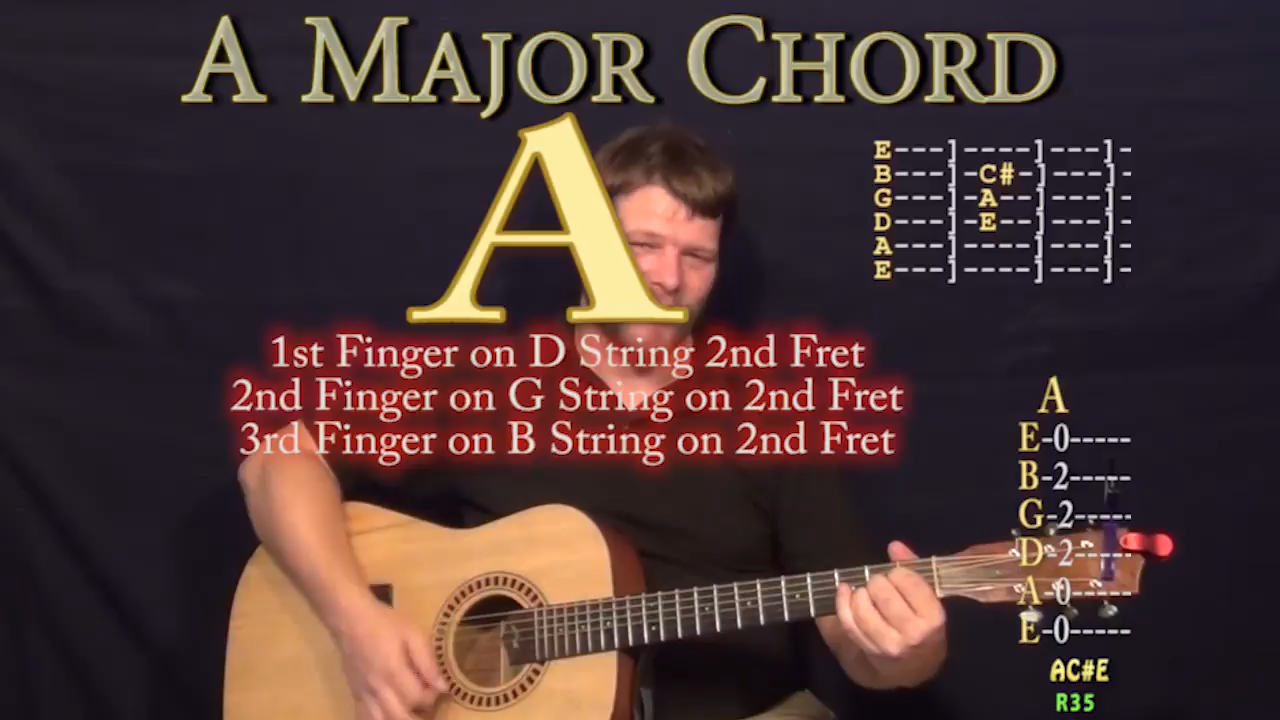 A MAJOR CHORD
A
1st Finger on D String 2nd Fret
2nd Finger on G String on 2nd Fret
3rd Finger on B String on 2nd Fret
E---]----]---]-
B---]-C#-]---]-
G---]-A--]---]-
D---]-E--]---]-
A---]----]---]-
E---]----]---]-
A
E-0-----
B-2-----
G-2-----
D-2-----
A-0-----
E-0-----
AC#E
R35